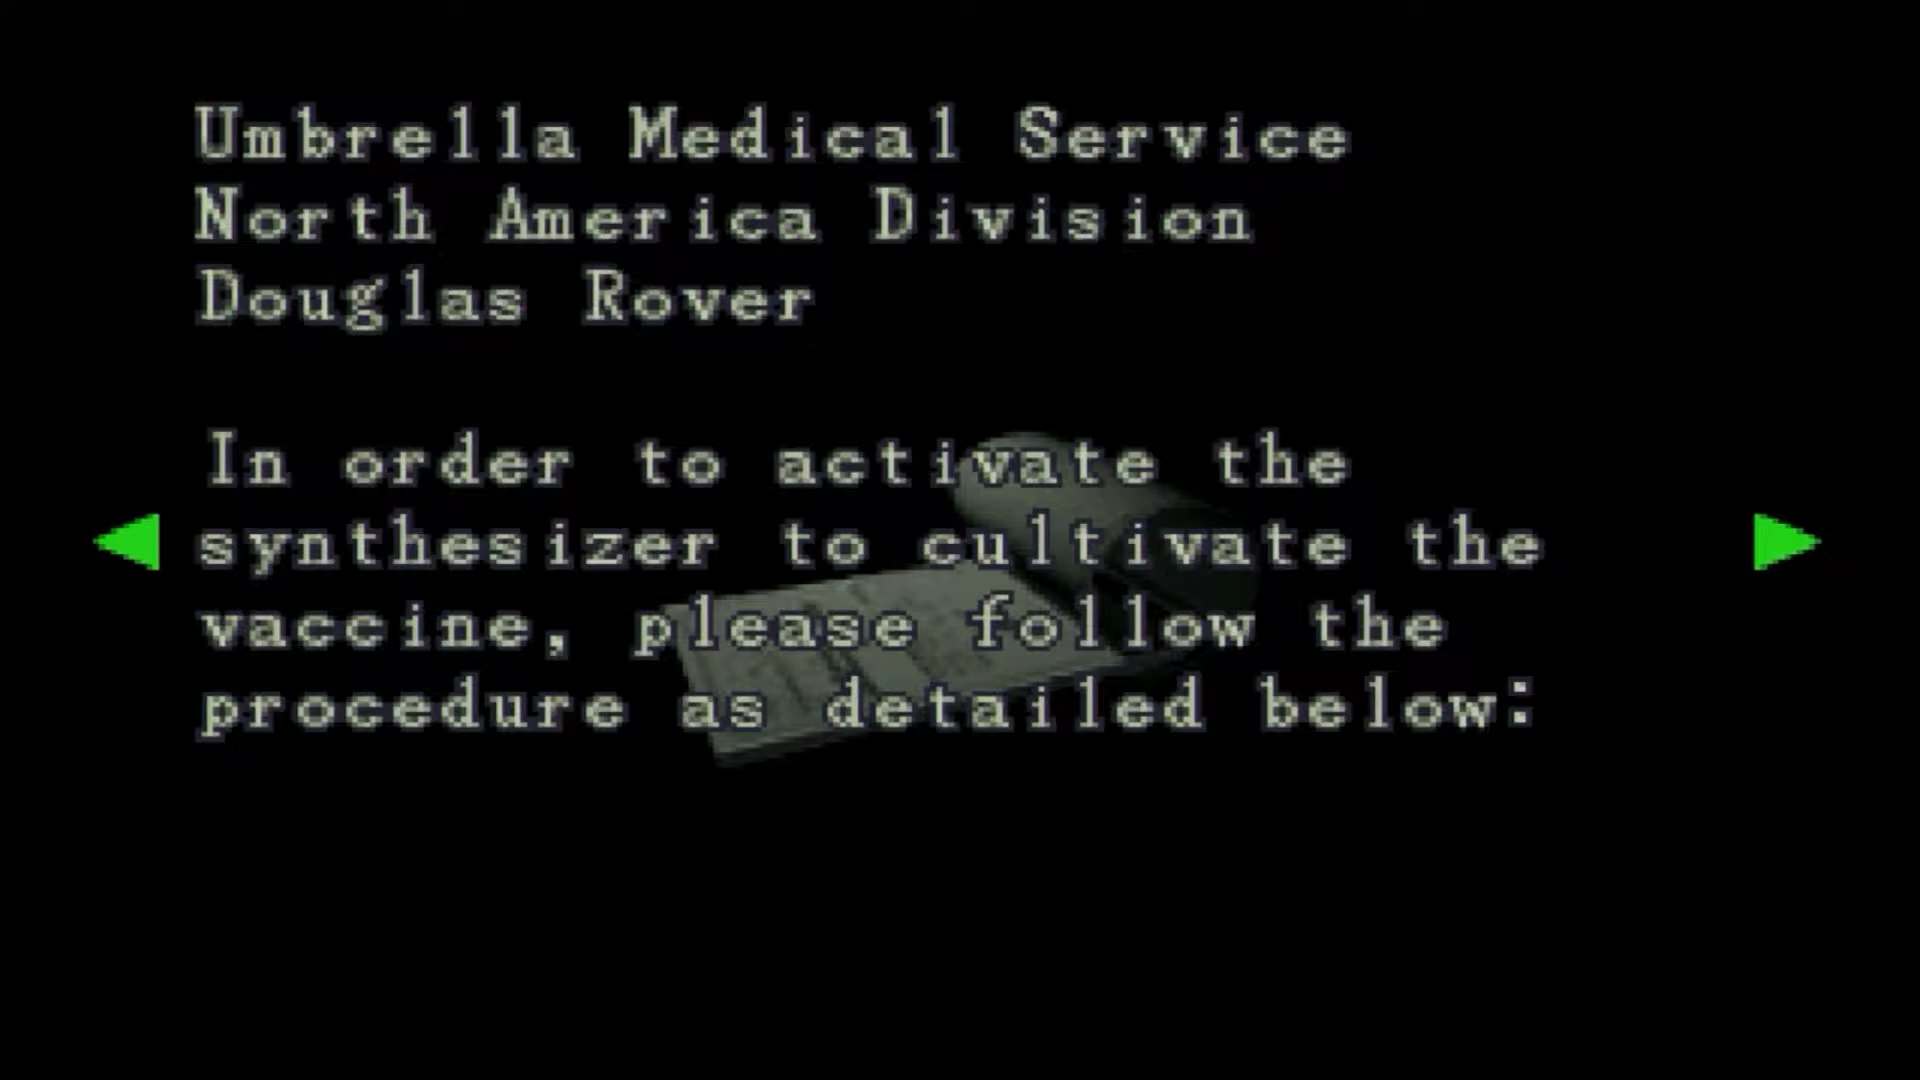 Umbrella Medical Service
North America Division
Douglas Rover
In order to activate the
synthesizer to cultivate the
vaccine, please follow the
procedure as detailed below: